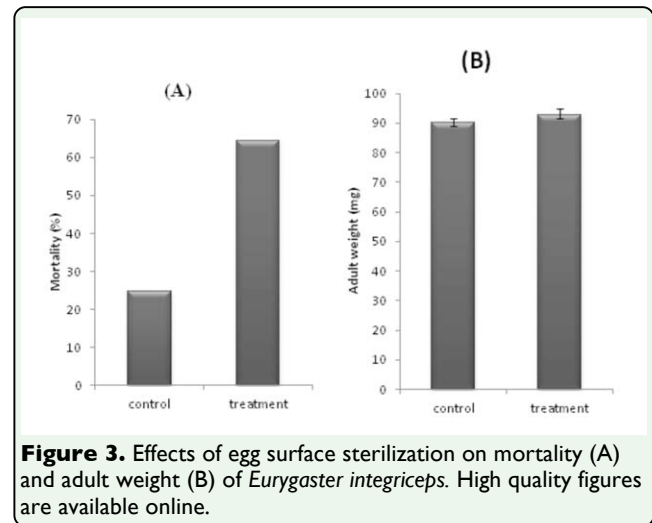 (A)
70
60
50
40
30
20
10
0
Mortality (%)
control treatment
(B)
100
90
80
70
60
50
40
30
20
10
0
Adult weight (mg)
control treatment
Figure 3. Effects of egg surface sterilization on mortality (A)
and adult weight (B) of Eurygaster integriceps. High quality figures
are available online.